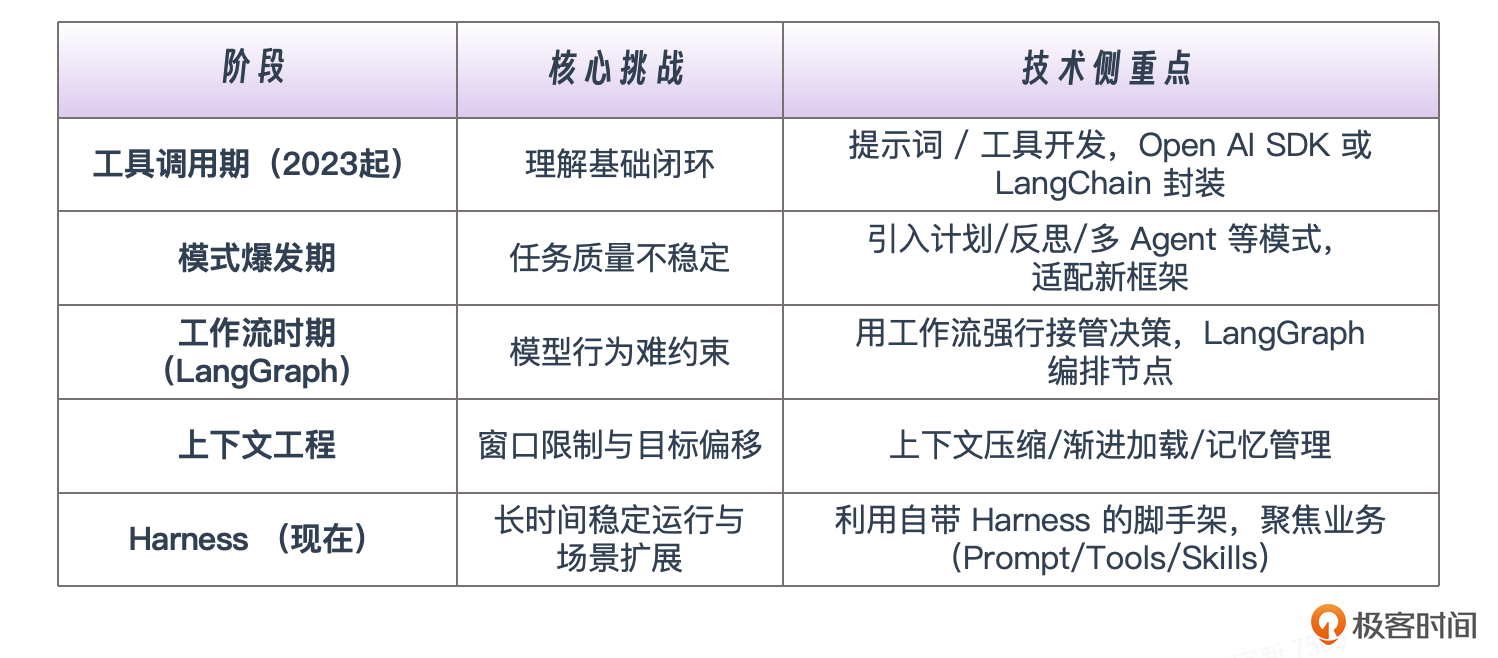 阶段
核心挑战
技术侧重点
工具调用期（2023起）
理解基础闭环
提示词 / 工具开发，Open AI SDK 或
LangChain 封装
模式爆发期
任务质量不稳定
引入计划/反思/多 Agent 等模式，
适配新框架
工作流时期
（LangGraph）
模型行为难约束
用工作流强行接管决策，LangGraph
编排节点
上下文工程
窗口限制与目标偏移
上下文压缩/渐进加载/记忆管理
Harness （现在）
长时间稳定运行与
场景扩展
利用自带 Harness 的脚手架，聚焦业务
（Prompt/Tools/Skills）
极客时间